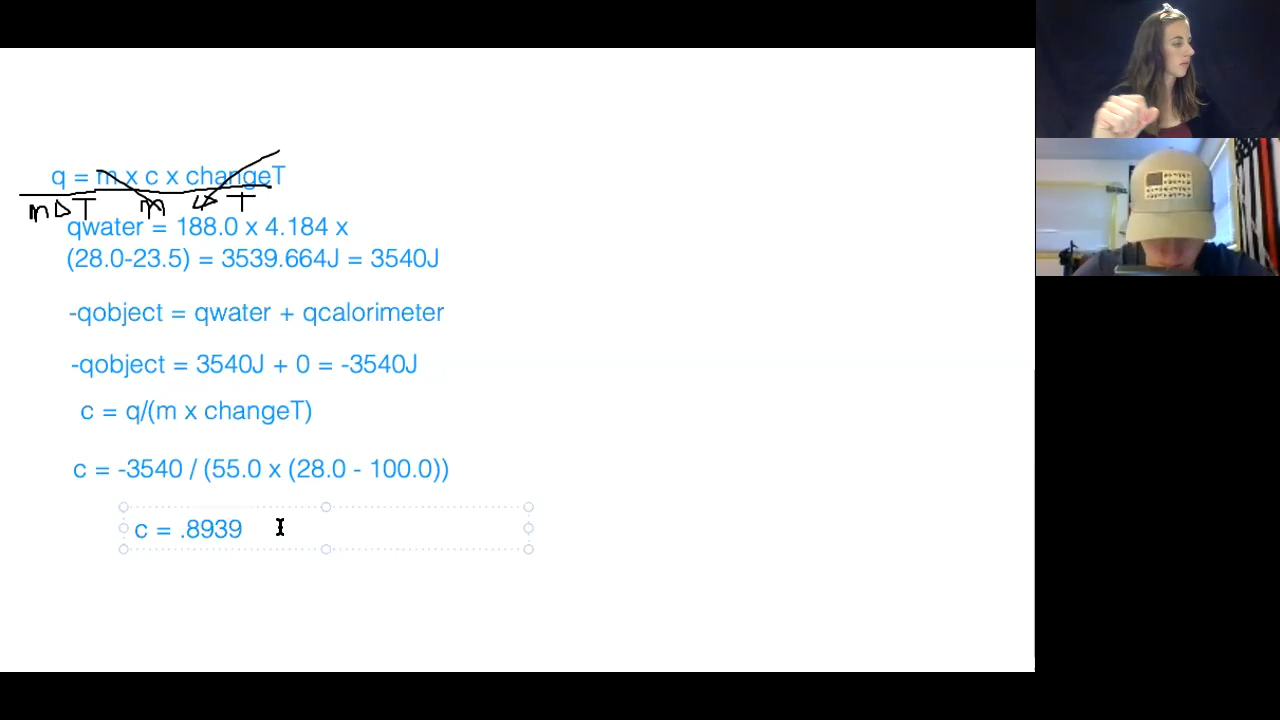 q = m x c x changeT
m Δ T m Δ T
qwater = 188.0 x 4.184 x
(28.0-23.5) = 3539.664J = 3540J
-qobject = qwater + qcalorimeter
-qobject = 3540J + 0 = -3540J
c = q/(m x changeT)
c = -3540 / (55.0 x (28.0 - 100.0))
c = .8939